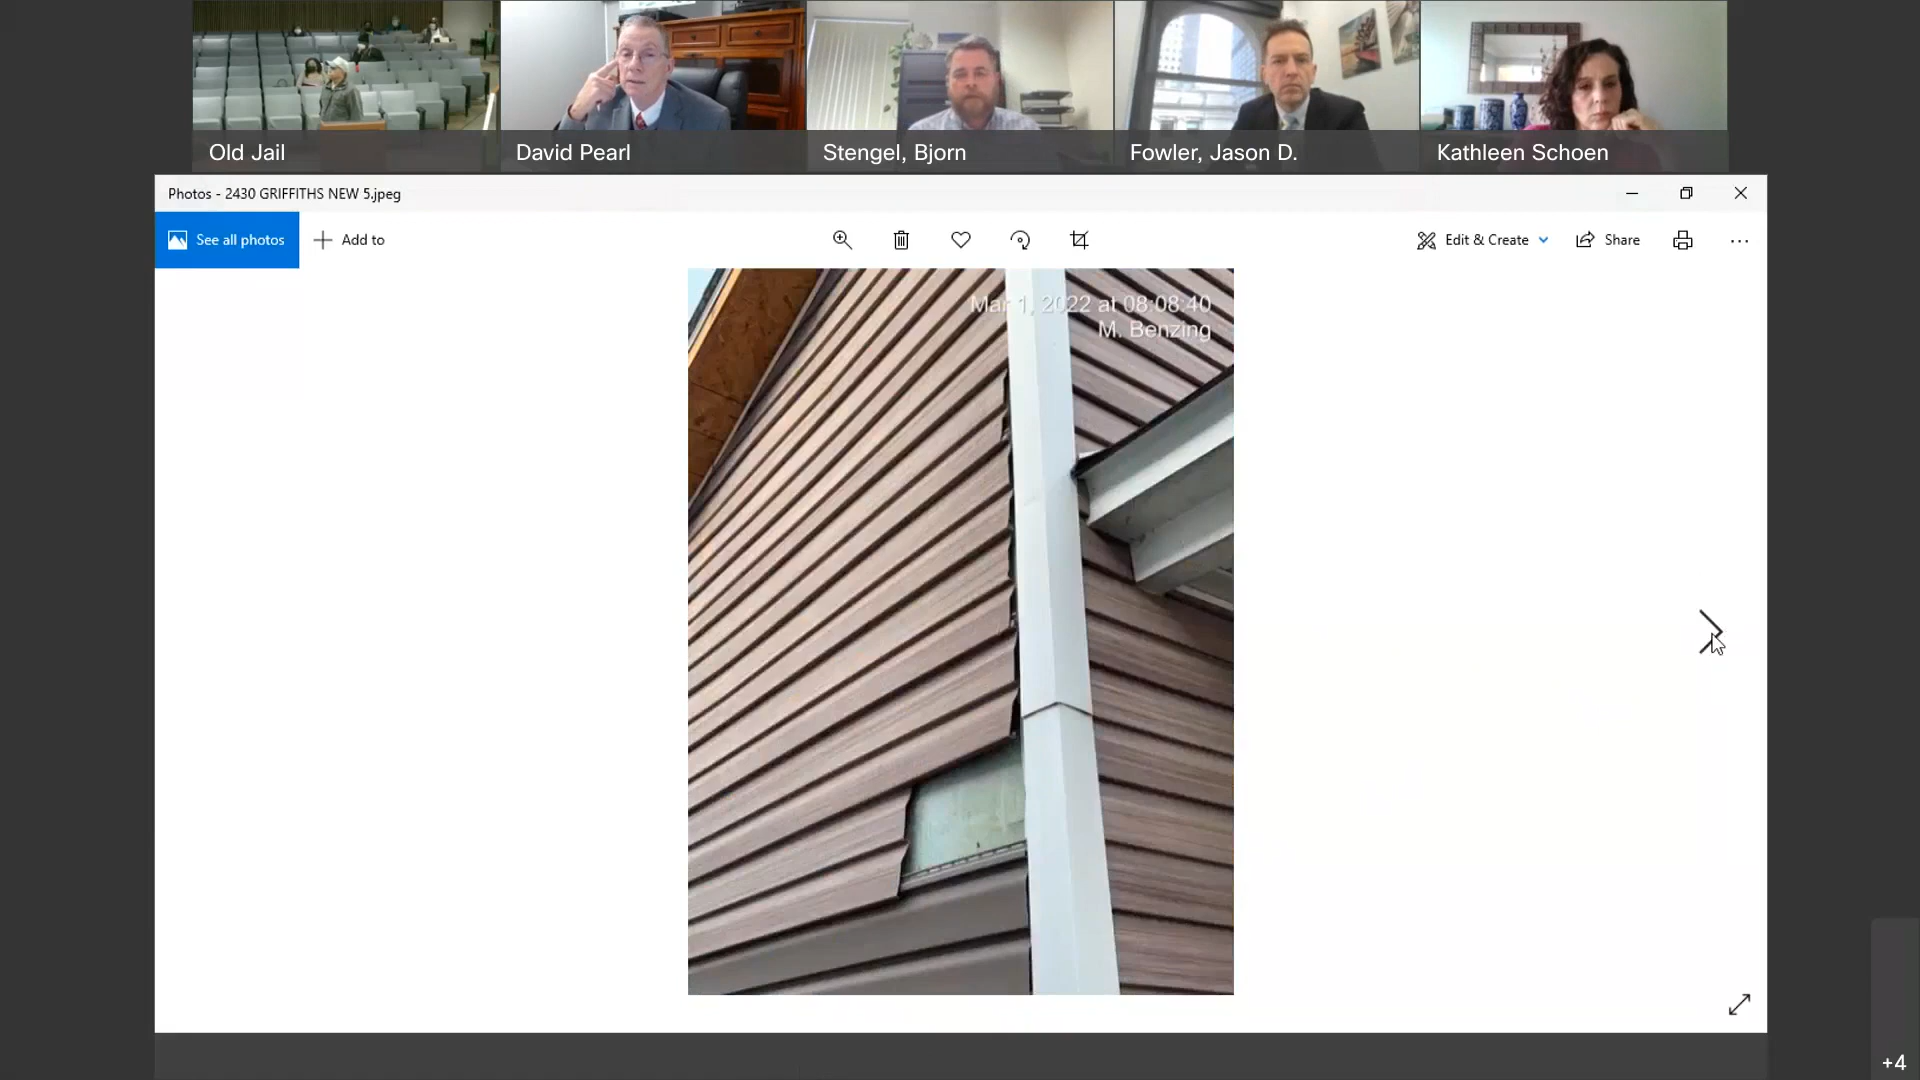 Old Jail
David Pearl
Stengel, Bjorn
Fowler, Jason D.
Kathleen Schoen
Photos - 2430 GRIFFITHS NEW 5.jpeg
See all photos
Add to
Edit & Create
Share
Mar 1, 2022 at 08:08:40
M. Benzing
+4